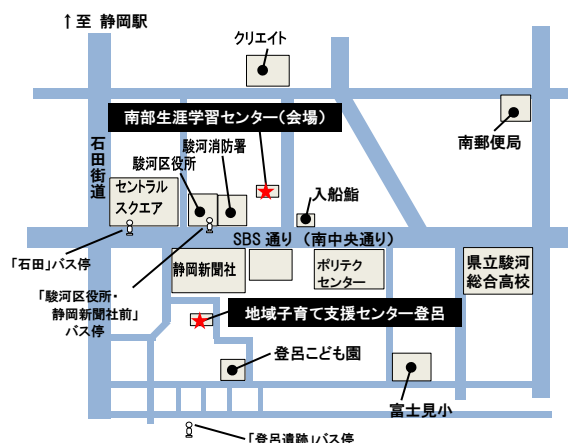 ↑至 静岡駅
クリエイト
南部生涯学習センター(会場)
南郵便局
石田街道
駿河消防署
駿河区役所
セントラル
スクエア
入船鮨
SBS 通り (南中央通り)
「石田」バス停
静岡新聞社
ポリテク
センター
県立駿河
総合高校
「駿河区役所・
静岡新聞社前」
バス停
地域子育て支援センター登呂
登呂こども園
富士見小
「登呂遺跡」バス停